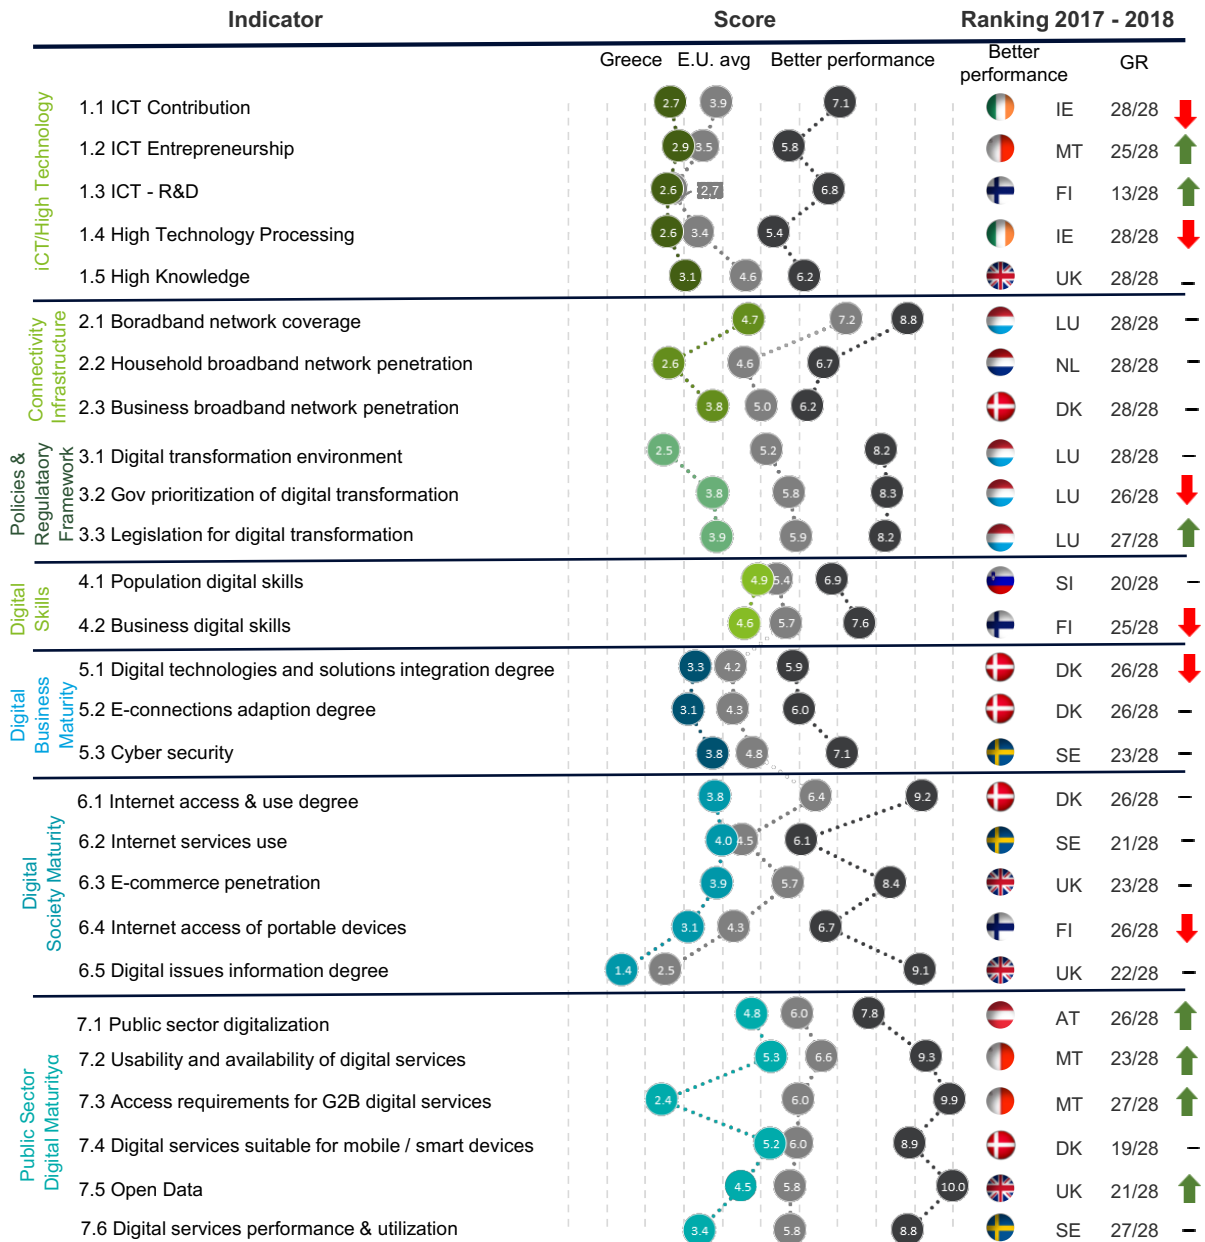 Indicator Score Ranking 2017 - 2018
Greece E.U. avg Better performance Better performance GR
iCT/High Technology
1.1 ICT Contribution 2.7 3.9 7.1 IE 28/28
1.2 ICT Entrepreneurship 2.9 3.5 5.8 MT 25/28
1.3 ICT - R&D 2.6 2,7 6.8 FI 13/28
1.4 High Technology Processing 2.6 3.4 5.4 IE 28/28
1.5 High Knowledge 3.1 4.6 6.2 UK 28/28
Connectivity Infrastructure
2.1 Boradband network coverage 4.7 7.2 8.8 LU 28/28
2.2 Household broadband network penetration 2.6 4.6 6.7 NL 28/28
2.3 Business broadband network penetration 3.8 5.0 6.2 DK 28/28
Policies & Regulataory Framework
3.1 Digital transformation environment 2.5 5.2 8.2 LU 28/28
3.2 Gov prioritization of digital transformation 3.8 5.8 8.3 LU 26/28
3.3 Legislation for digital transformation 3.9 5.9 8.2 LU 27/28
Digital Skills
4.1 Population digital skills 4.9 5.4 6.9 SI 20/28
4.2 Business digital skills 4.6 5.7 7.6 FI 25/28
Digital Business Maturity
5.1 Digital technologies and solutions integration degree 3.3 4.2 5.9 DK 26/28
5.2 E-connections adaption degree 3.1 4.3 6.0 DK 26/28
5.3 Cyber security 3.8 4.8 7.1 SE 23/28
Digital Society Maturity
6.1 Internet access & use degree 3.8 6.4 9.2 DK 26/28
6.2 Internet services use 4.0 4.5 6.1 SE 21/28
6.3 E-commerce penetration 3.9 5.7 8.4 UK 23/28
6.4 Internet access of portable devices 3.1 4.3 6.7 FI 26/28
6.5 Digital issues information degree 1.4 2.5 9.1 UK 22/28
Public Sector Digital Maturityα
7.1 Public sector digitalization 4.8 6.0 7.8 AT 26/28
7.2 Usability and availability of digital services 5.3 6.6 9.3 MT 23/28
7.3 Access requirements for G2B digital services 2.4 6.0 9.9 MT 27/28
7.4 Digital services suitable for mobile / smart devices 5.2 6.0 8.9 DK 19/28
7.5 Open Data 4.5 5.8 10.0 UK 21/28
7.6 Digital services performance & utilization 3.4 5.8 8.8 SE 27/28